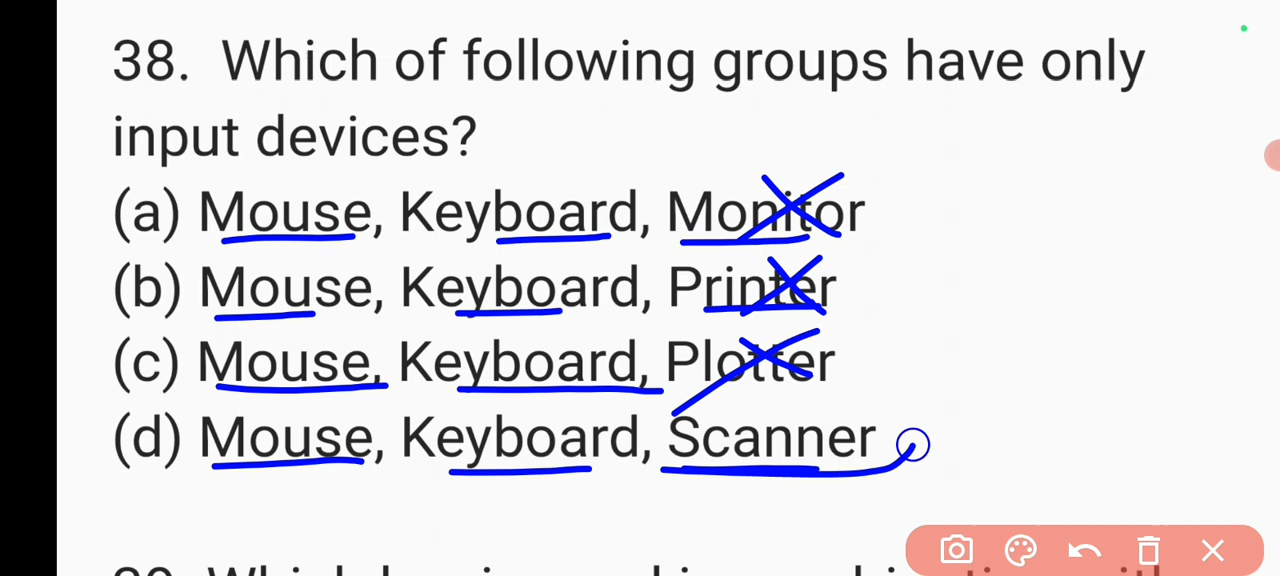 38. Which of following groups have only
input devices?
(a) Mouse, Keyboard, Monitor
(b) Mouse, Keyboard, Printer
(c) Mouse, Keyboard, Plotter
(d) Mouse, Keyboard, Scanner